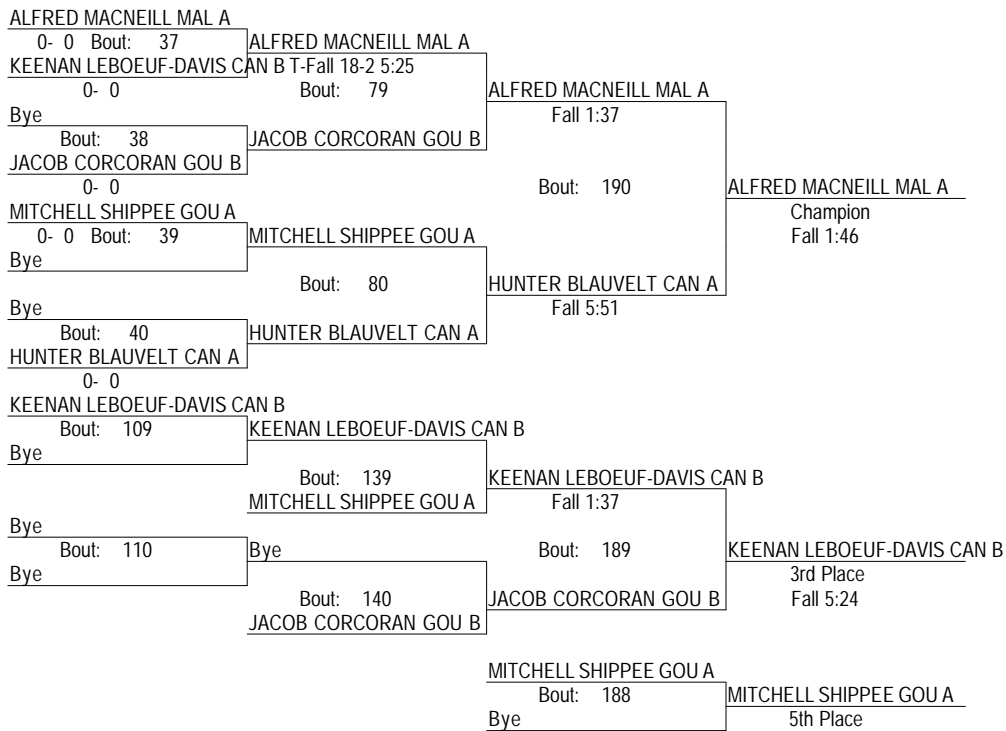 ALFRED MACNEILL MAL A
0- 0 Bout: 37 ALFRED MACNEILL MAL A
KEENAN LEBOEUF-DAVIS CAN B T-Fall 18-2 5:25
0- 0 Bout: 79 ALFRED MACNEILL MAL A
Bye Fall 1:37
Bout: 38 JACOB CORCORAN GOU B
JACOB CORCORAN GOU B
0- 0 Bout: 190 ALFRED MACNEILL MAL A
MITCHELL SHIPPEE GOU A Champion
0- 0 Bout: 39 MITCHELL SHIPPEE GOU A Fall 1:46
Bye
Bout: 80 HUNTER BLAUVELT CAN A
Bye Fall 5:51
Bout: 40 HUNTER BLAUVELT CAN A
HUNTER BLAUVELT CAN A
0- 0
KEENAN LEBOEUF-DAVIS CAN B
Bout: 109 KEENAN LEBOEUF-DAVIS CAN B
Bye
Bout: 139 KEENAN LEBOEUF-DAVIS CAN B
MITCHELL SHIPPEE GOU A Fall 1:37
Bye
Bout: 110 Bye Bout: 189 KEENAN LEBOEUF-DAVIS CAN B
Bye 3rd Place
Bout: 140 JACOB CORCORAN GOU B Fall 5:24
JACOB CORCORAN GOU B
MITCHELL SHIPPEE GOU A
Bout: 188 MITCHELL SHIPPEE GOU A
Bye 5th Place